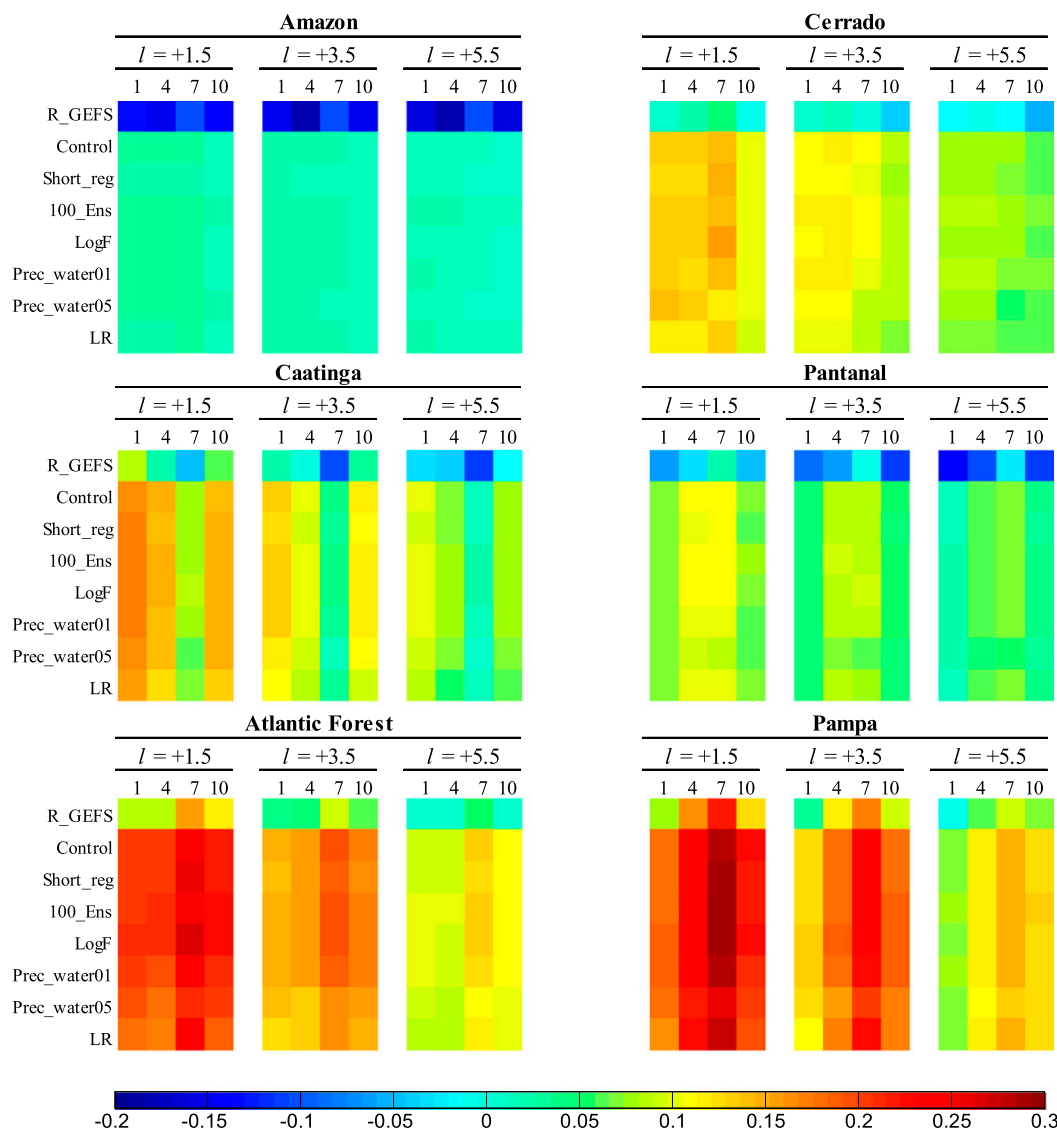 Amazon Cerrado
l = +1.5 l = +3.5 l = +5.5 l = +1.5 l = +3.5 l = +5.5
1 4 7 10 1 4 7 10 1 4 7 10 1 4 7 10 1 4 7 10 1 4 7 10
R_GEFS
Control
Short_reg
100_Ens
LogF
Prec_water01
Prec_water05
LR
Caatinga Pantanal
l = +1.5 l = +3.5 l = +5.5 l = +1.5 l = +3.5 l = +5.5
1 4 7 10 1 4 7 10 1 4 7 10 1 4 7 10 1 4 7 10 1 4 7 10
R_GEFS
Control
Short_reg
100_Ens
LogF
Prec_water01
Prec_water05
LR
Atlantic Forest Pampa
l = +1.5 l = +3.5 l = +5.5 l = +1.5 l = +3.5 l = +5.5
1 4 7 10 1 4 7 10 1 4 7 10 1 4 7 10 1 4 7 10 1 4 7 10
R_GEFS
Control
Short_reg
100_Ens
LogF
Prec_water01
Prec_water05
LR
-0.2 -0.15 -0.1 -0.05 0 0.05 0.1 0.15 0.2 0.25 0.3